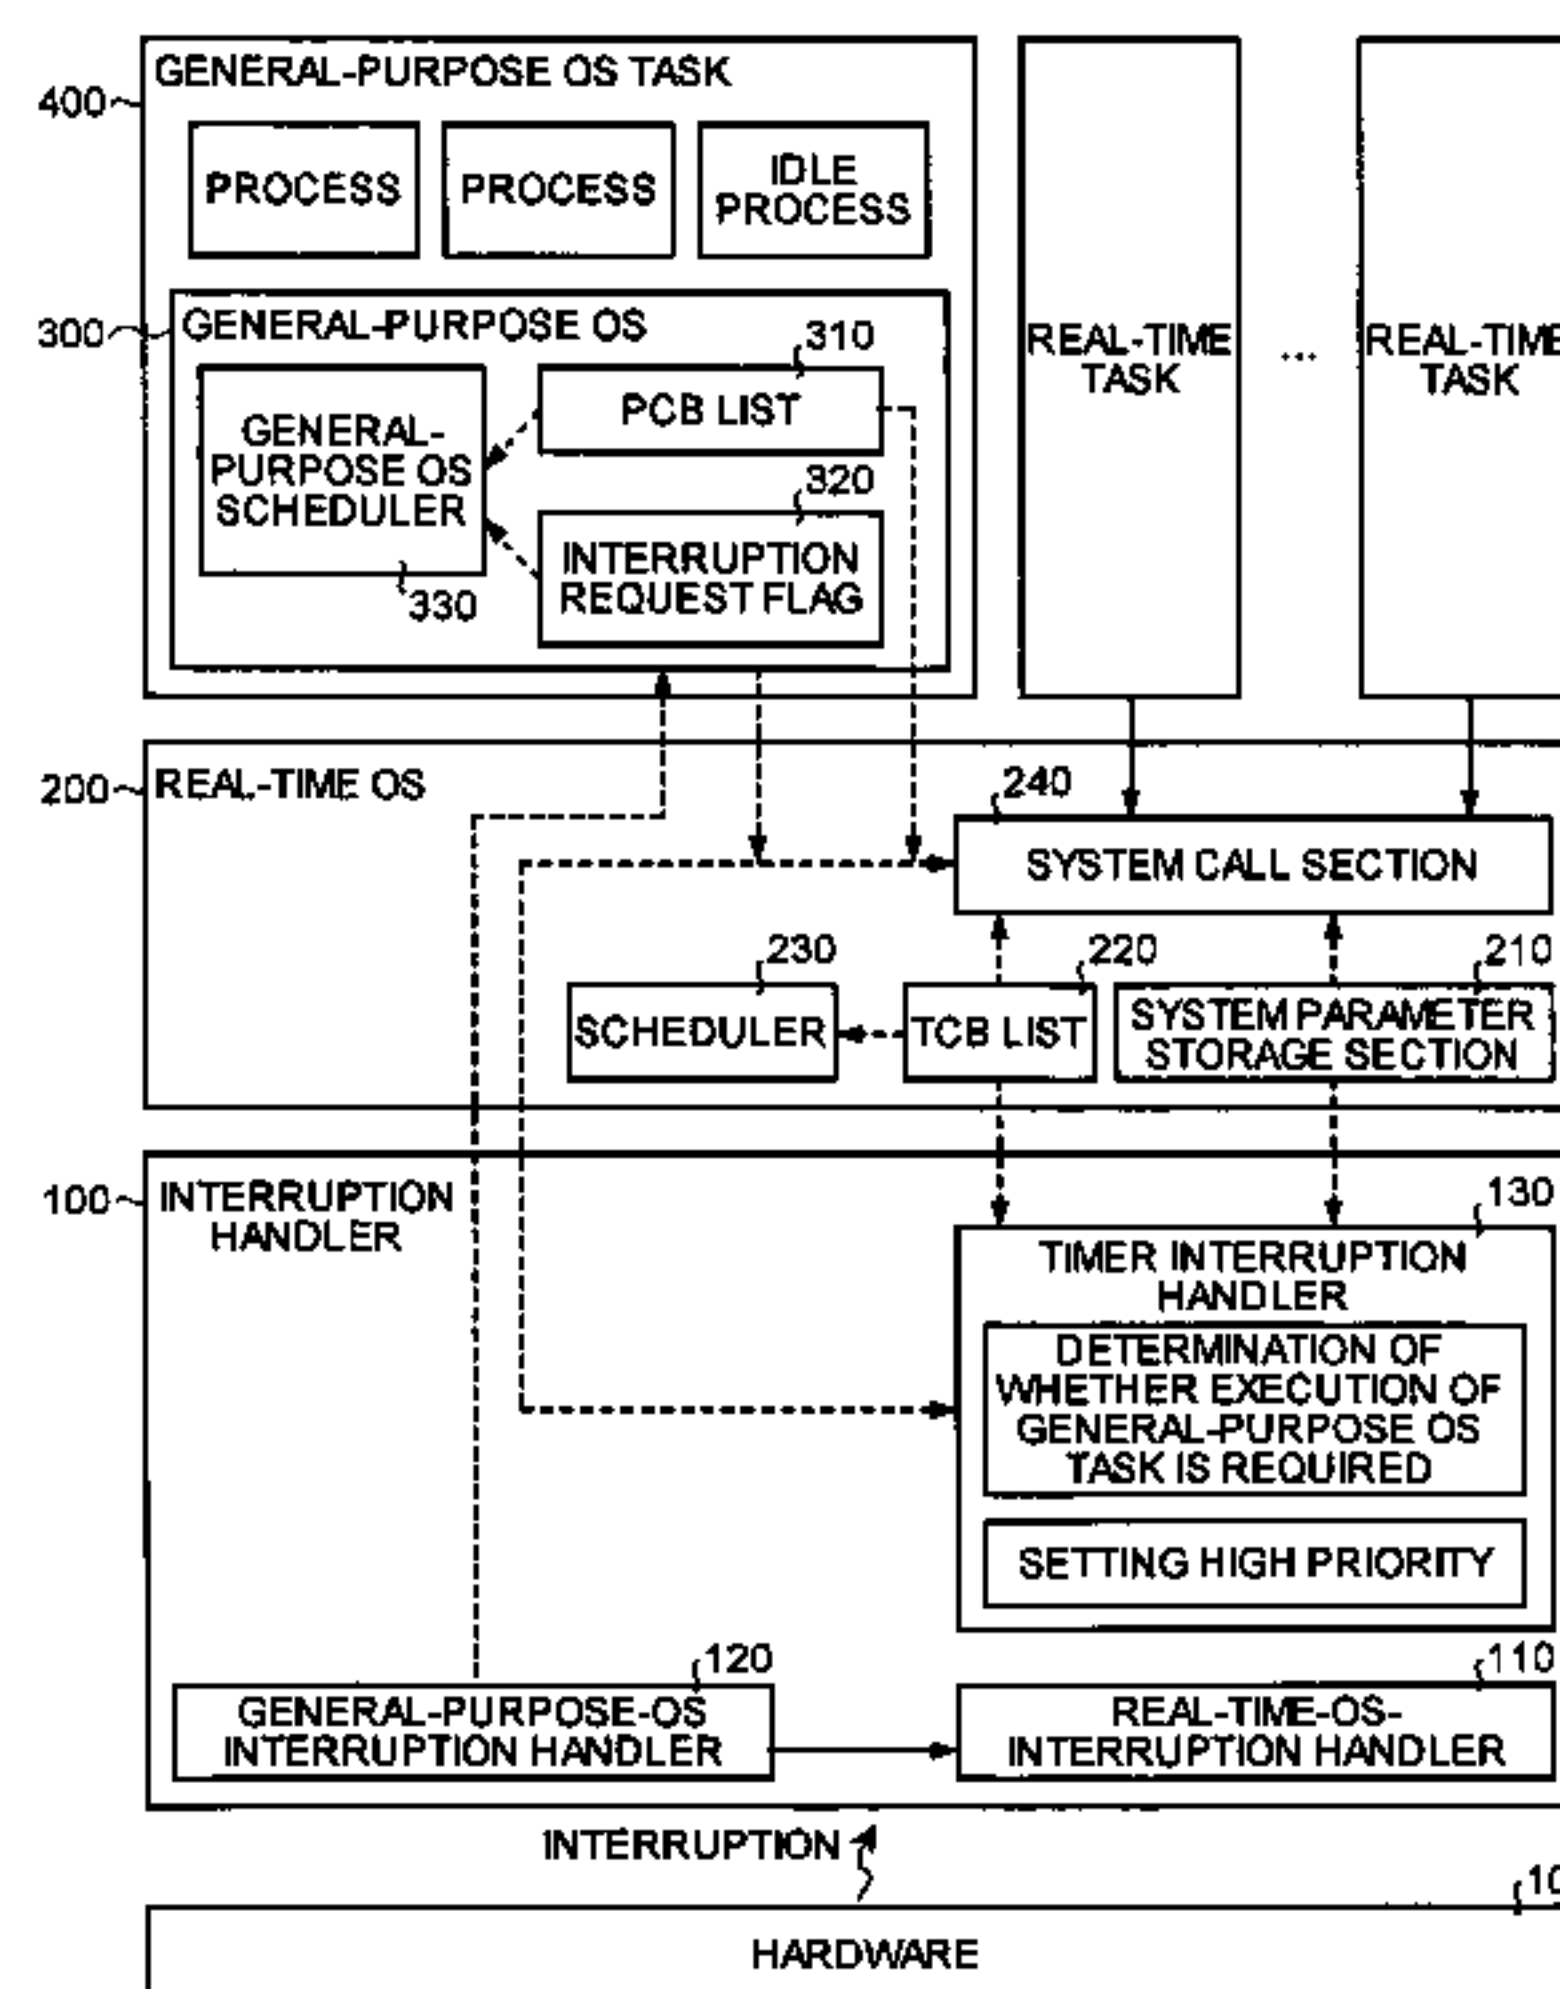 GENERAL-PURPOSE OS TASK
400
PROCESS
PROCESS
IDLE
PROCESS
300
GENERAL-PURPOSE OS
310
GENERAL-
PURPOSE OS
SCHEDULER
PCB LIST
320
INTERRUPTION
REQUEST FLAG
330
REAL-TIME
TASK
...
REAL-TIME
TASK
200
REAL-TIME OS
240
SYSTEM CALL SECTION
230
220
210
SCHEDULER
TCB LIST
SYSTEM PARAMETER
STORAGE SECTION
100
INTERRUPTION
HANDLER
130
TIMER INTERRUPTION
HANDLER
DETERMINATION OF
WHETHER EXECUTION OF
GENERAL-PURPOSE OS
TASK IS REQUIRED
SETTING HIGH PRIORITY
120
110
GENERAL-PURPOSE-OS
INTERRUPTION HANDLER
REAL-TIME-OS-
INTERRUPTION HANDLER
INTERRUPTION
10
HARDWARE